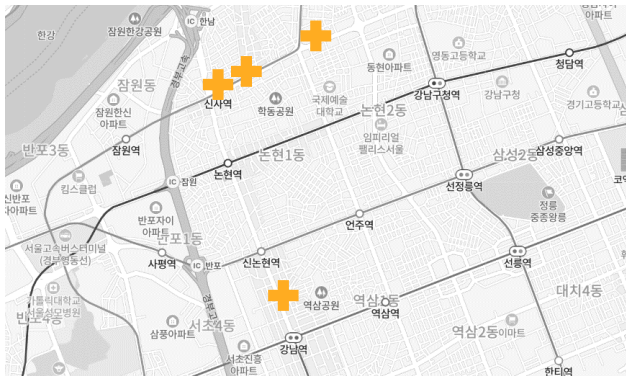 한남
IC
한강
잠원한강공원
경부고속
아파트
영동고등학교
청담역
동현아파트
잠원동
강남구청역
강남구청
잠원한신
아파트
신사역
학동공원
국제예술
대학교
논현2동
경기고등학교
임피리얼
팰리스서울
반포3동
잠원역
논현1동
삼성2동
삼성중앙역
논현역
IC
잠원
킴스클럽
선정릉역
신반포
자아파트
정릉
중종왕릉
반포자이
아파트
언주역
반포1동
서울고속버스터미널
(경부영동선)
사평역
IC
반포
신논현역
선릉역
가톨릭대학교
서울성모병원
역삼공원
대치4동
반포4동
서초4동
역삼역
삼풍아파트
역삼2동
이마트
강남역
서초진흥
아파트
한티역